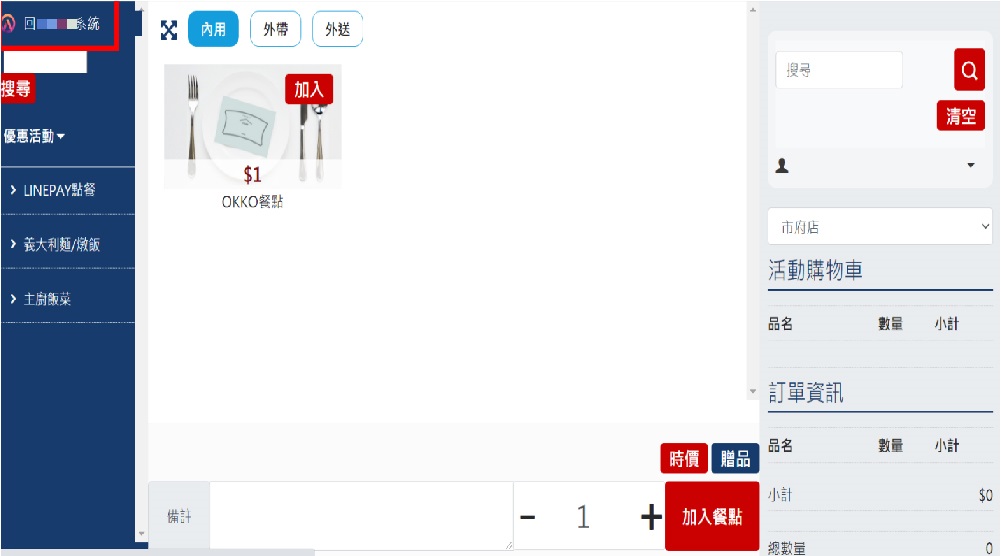 回 系統
搜尋
優惠活動
LINEPAY點餐
義大利麵/燉飯
主廚飯菜
內用
外帶
外送
加入
$1
OKKO餐點
時價
贈品
備註
- 1 +
加入餐點
搜尋
清空
市府店
活動購物車
品名 數量 小計
訂單資訊
品名 數量 小計
小計 $0
總數量 0